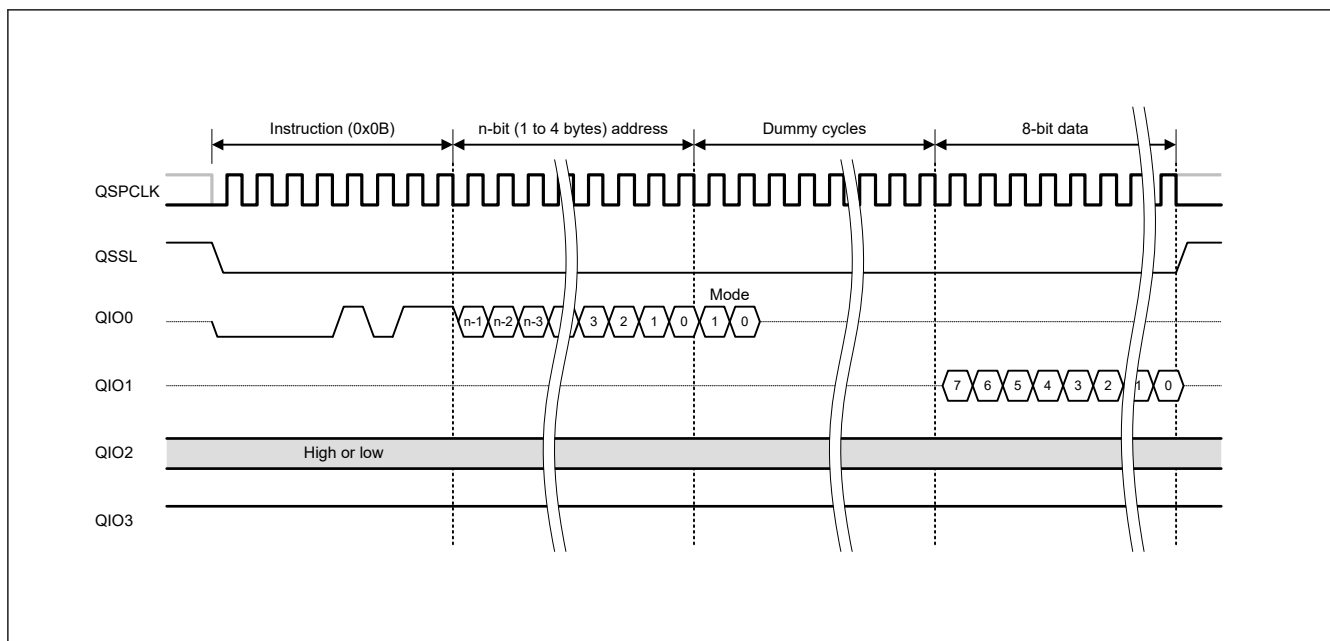 Instruction (0x0B) n-bit (1 to 4 bytes) address Dummy cycles 8-bit data
QSPCLK
QSSL
Mode
QIO0 n-1 n-2 n-3 3 2 1 0 1 0
QIO1 7 6 5 4 3 2 1 0
QIO2 High or low
QIO3